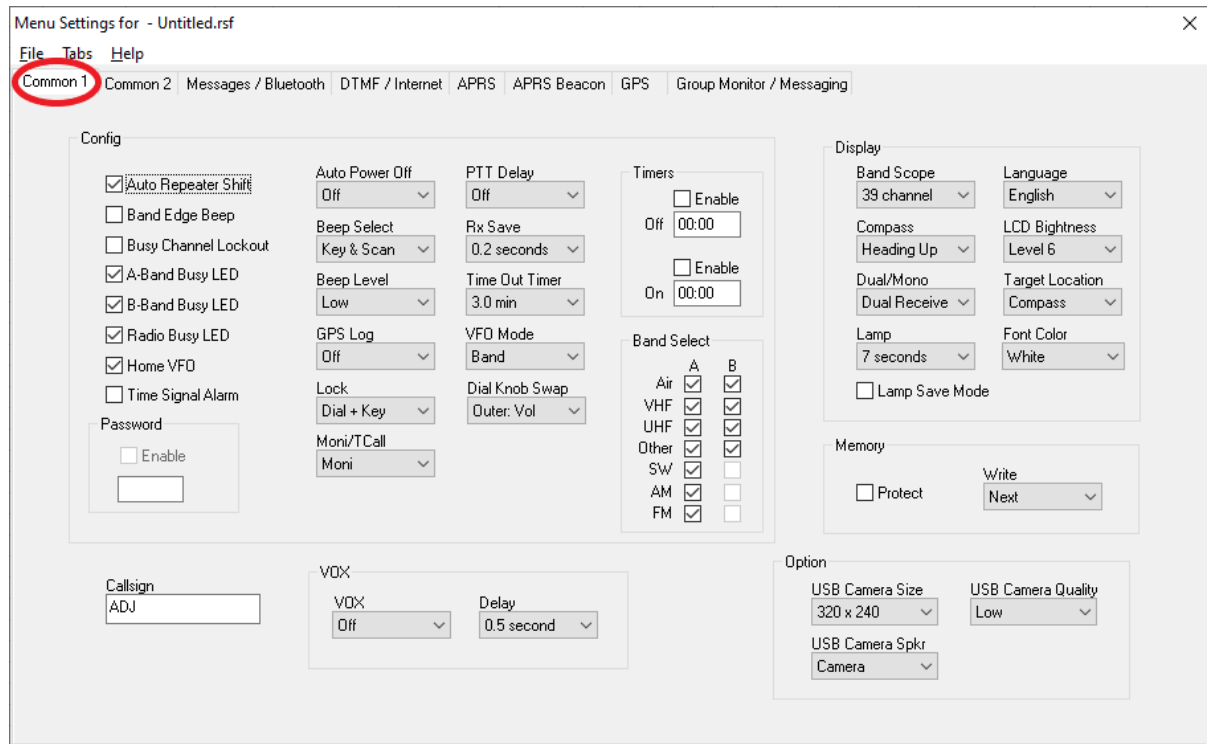 Menu Settings for - Untitled.rsf
File Tabs Help
Common 1 Common 2 Messages / Bluetooth DTMF / Internet APRS APRS Beacon GPS Group Monitor / Messaging
Config
Auto Repeater Shift
Band Edge Beep
Busy Channel Lockout
A-Band Busy LED
B-Band Busy LED
Radio Busy LED
Home VFO
Time Signal Alarm
Password
Enable
Auto Power Off
Off
Beep Select
Key & Scan
Beep Level
Low
GPS Log
Off
Lock
Dial + Key
Moni/TCall
Moni
PTT Delay
Off
Rx Save
0.2 seconds
Time Out Timer
3.0 min
VFO Mode
Band
Dial Knob Swap
Outer: Vol
Timers
Enable
Off 00:00
Enable
On 00:00
Band Select
A B
Air
VHF
UHF
Other
SW
AM
FM
Display
Band Scope
39 channel
Compass
Heading Up
Dual/Mono
Dual Receive
Lamp
7 seconds
Lamp Save Mode
Language
English
LCD Bightness
Level 6
Target Location
Compass
Font Color
White
Memory
Protect
Write
Next
Callsign
ADJ
VOX
VOX
Off
Delay
0.5 second
Option
USB Camera Size
320 x 240
USB Camera Quality
Low
USB Camera Spkr
Camera